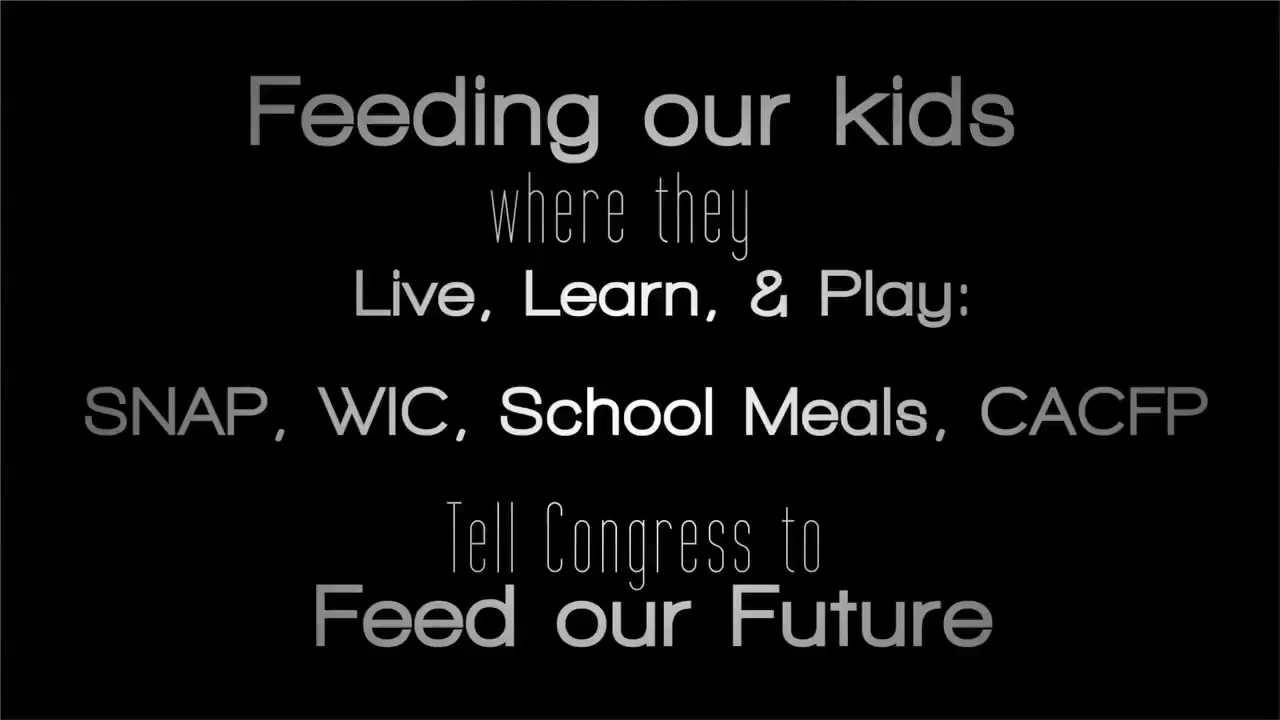 Feeding our kids
where they
Live, Learn, & Play:
SNAP, WIC, School Meals, CACFP
Tell Congress to
Feed our Future